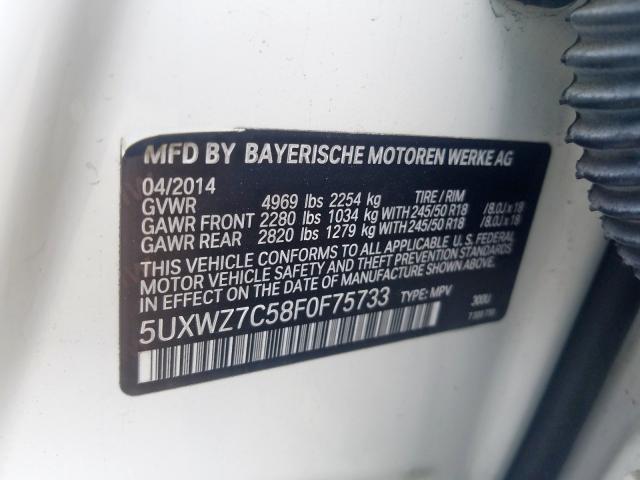 MFD BY BAYERISCHE MOTOREN WERKE AG
04/2014
GVWR 4969 lbs 2254 kg TIRE / RIM
GAWR FRONT 2280 lbs 1034 kg WITH 245/50 R18 /8.0J x 18
GAWR REAR 2820 lbs 1279 kg WITH 245/50 R18 /8.0J x 18
THIS VEHICLE CONFORMS TO ALL APPLICABLE U.S. FEDERAL
MOTOR VEHICLE SAFETY AND THEFT PREVENTION STANDARDS
IN EFFECT ON THE DATE OF MANUFACTURE SHOWN ABOVE.
5UXWZ7C58F0F75733 TYPE: MPV 300U